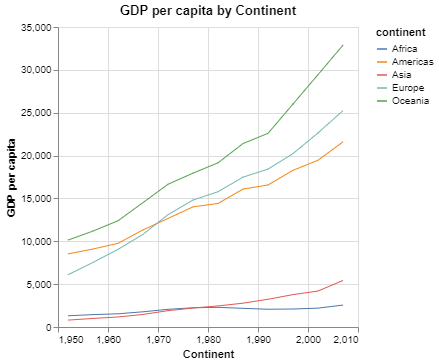 GDP per capita by Continent
35,000
30,000
25,000
20,000
15,000
10,000
5,000
0
GDP per capita
1,950 1,960 1,970 1,980 1,990 2,000 2,010
Continent
continent
Africa
Americas
Asia
Europe
Oceania